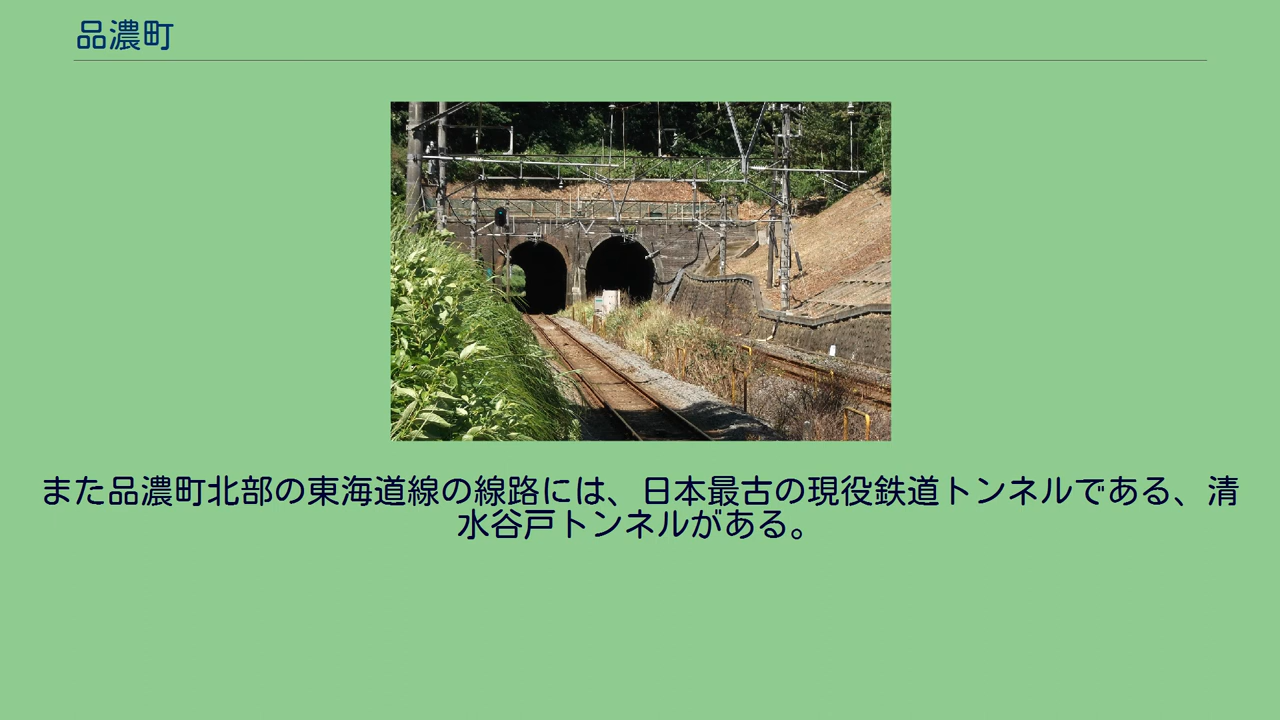 品濃町
また品濃町北部の東海道線の線路には、日本最古の現役鉄道トンネルである、清
水谷戸トンネルがある。